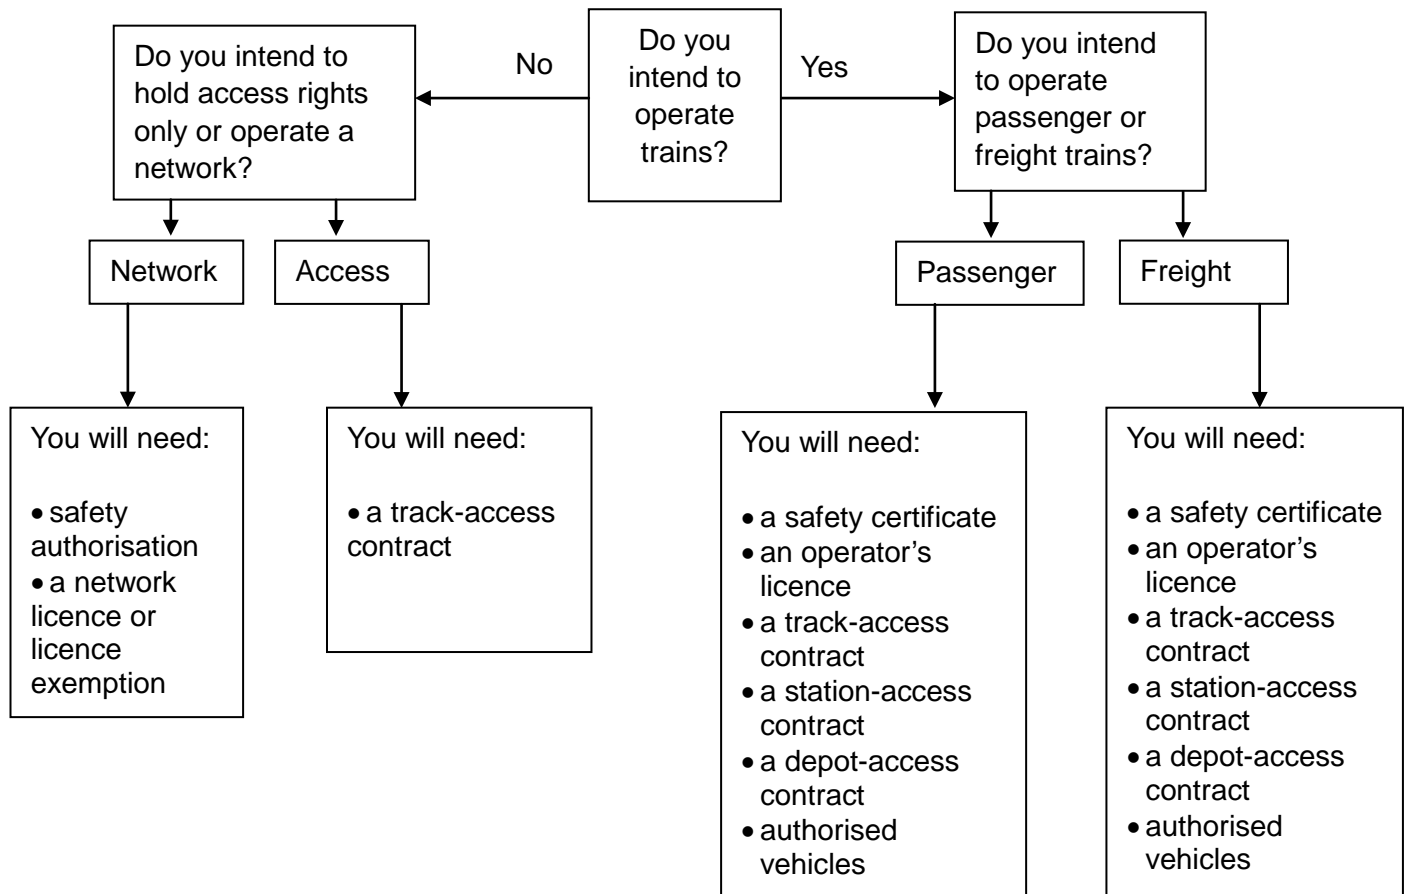 Do you
intend to
operate
trains?
No
Yes
Do you intend to
hold access rights
only or operate a
network?
Do you intend
to operate
passenger or
freight trains?
Network
Access
Passenger
Freight
You will need:
• safety
authorisation
• a network
licence or
licence
exemption
You will need:
• a track-access
contract
You will need:
• a safety certificate
• an operator’s
licence
• a track-access
contract
• a station-access
contract
• a depot-access
contract
• authorised
vehicles
You will need:
• a safety certificate
• an operator’s
licence
• a track-access
contract
• a station-access
contract
• a depot-access
contract
• authorised
vehicles